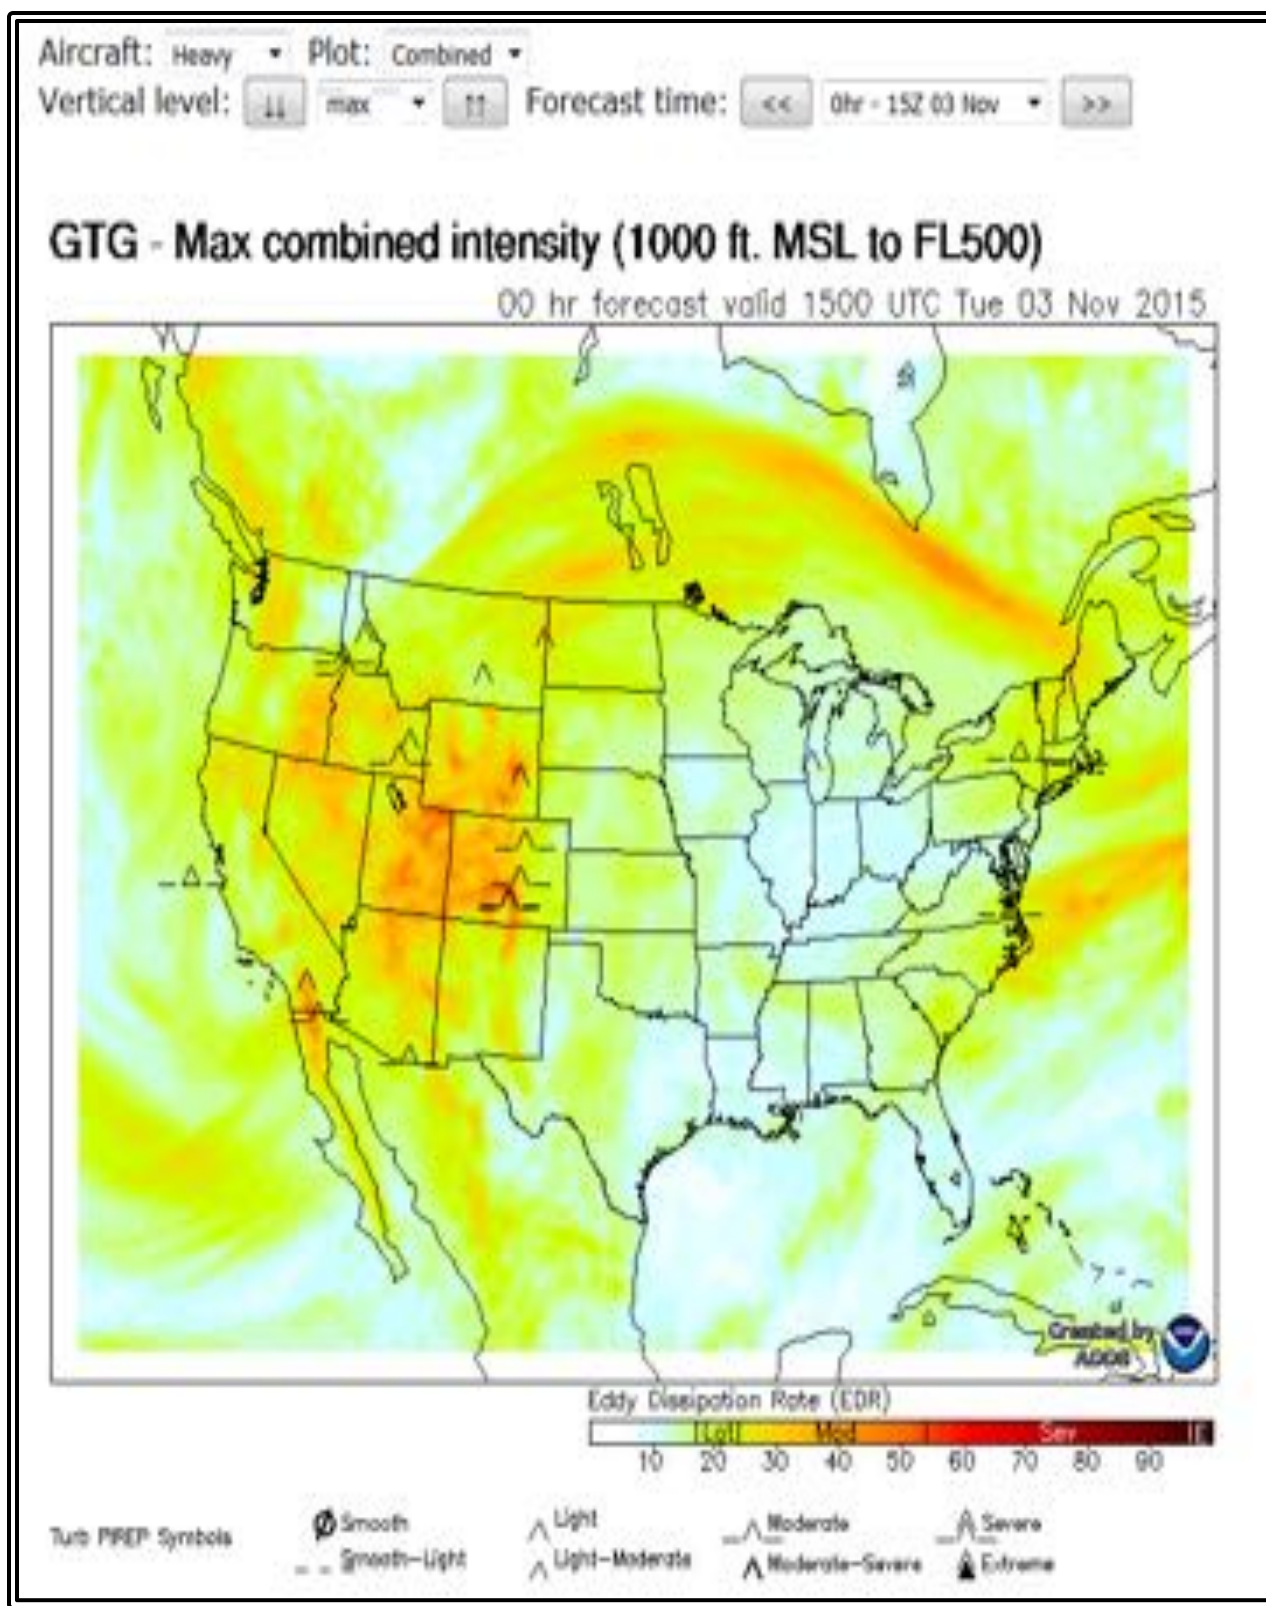 Aircraft: Heavy Plot: Combined
Vertical level: ↓↓ max ↑↑ Forecast time: << 0hr - 15Z 03 Nov >>
GTG - Max combined intensity (1000 ft. MSL to FL500)
00 hr forecast valid 1500 UTC Tue 03 Nov 2015
Created by
ADDS
Eddy Dissipation Rate (EDR)
Lgt Mod Sev E
10 20 30 40 50 60 70 80 90
Turb PIREP Symbols
Smooth Light Moderate Severe
Smooth-Light Light-Moderate Moderate-Severe Extreme